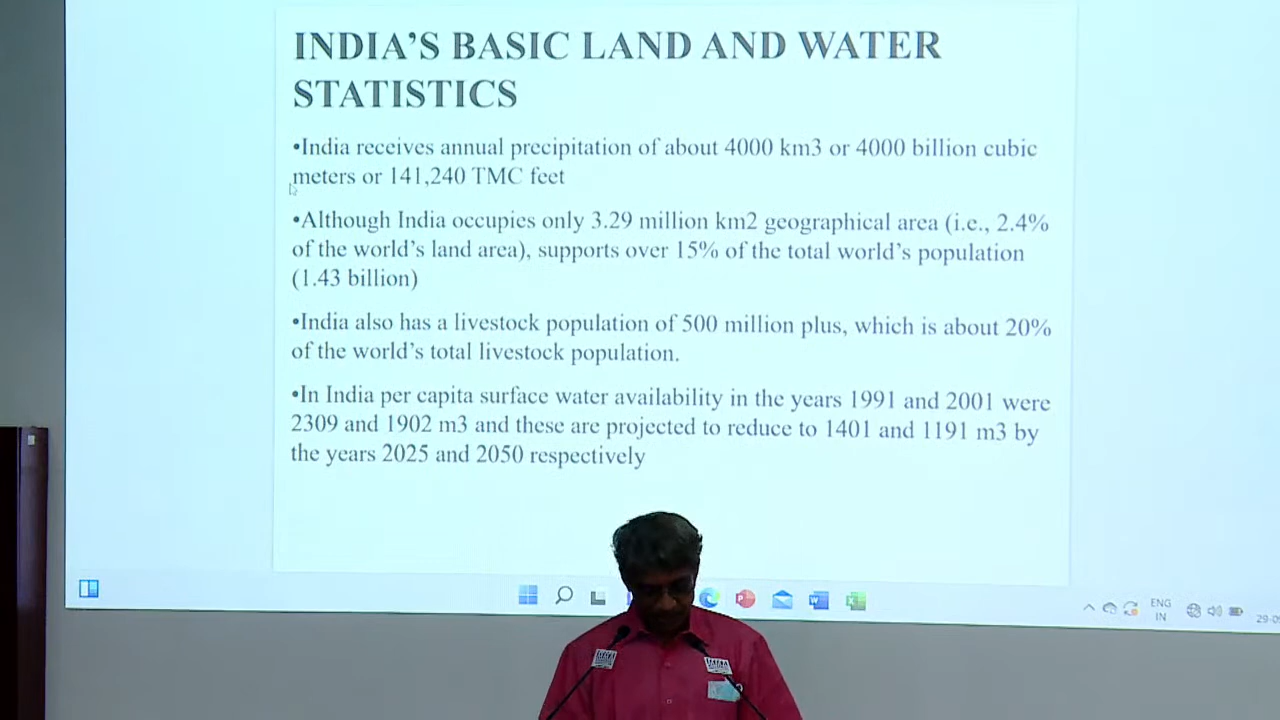 INDIA'S BASIC LAND AND WATER
STATISTICS
•India receives annual precipitation of about 4000 km3 or 4000 billion cubic
meters or 141,240 TMC feet
•Although India occupies only 3.29 million km2 geographical area (i.e., 2.4%
of the world's land area), supports over 15% of the total world's population
(1.43 billion)
•India also has a livestock population of 500 million plus, which is about 20%
of the world's total livestock population.
•In India per capita surface water availability in the years 1991 and 2001 were
2309 and 1902 m3 and these are projected to reduce to 1401 and 1191 m3 by
the years 2025 and 2050 respectively
ENG
IN